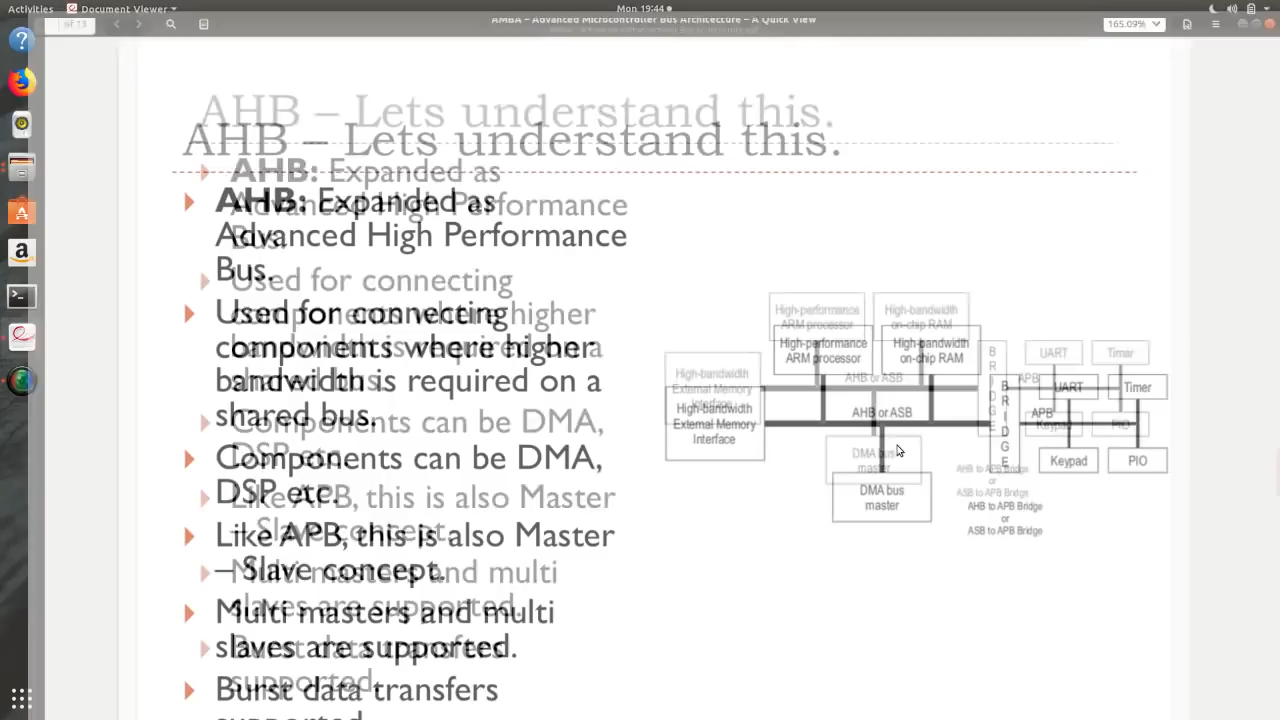 Activities
Document Viewer
Mon 19:44
AMBA – Advanced Microcontroller Bus Architecture – A Quick View
of 13
165.09%
AHB – Lets understand this.
AHB: Expanded as
Advanced High Performance
Bus.
Used for connecting
components where higher
bandwidth is required on a
shared bus.
Components can be DMA,
DSP etc.
Like APB, this is also Master
– Slave concept.
Multi masters and multi
slaves are supported.
Burst data transfers
supported.
High-performance
ARM processor
High-bandwidth
on-chip RAM
High-bandwidth
External Memory
Interface
AHB or ASB
BRIDGE
APB
UART
Timer
Keypad
PIO
DMA bus
master
AHB to APB Bridge
or
ASB to APB Bridge